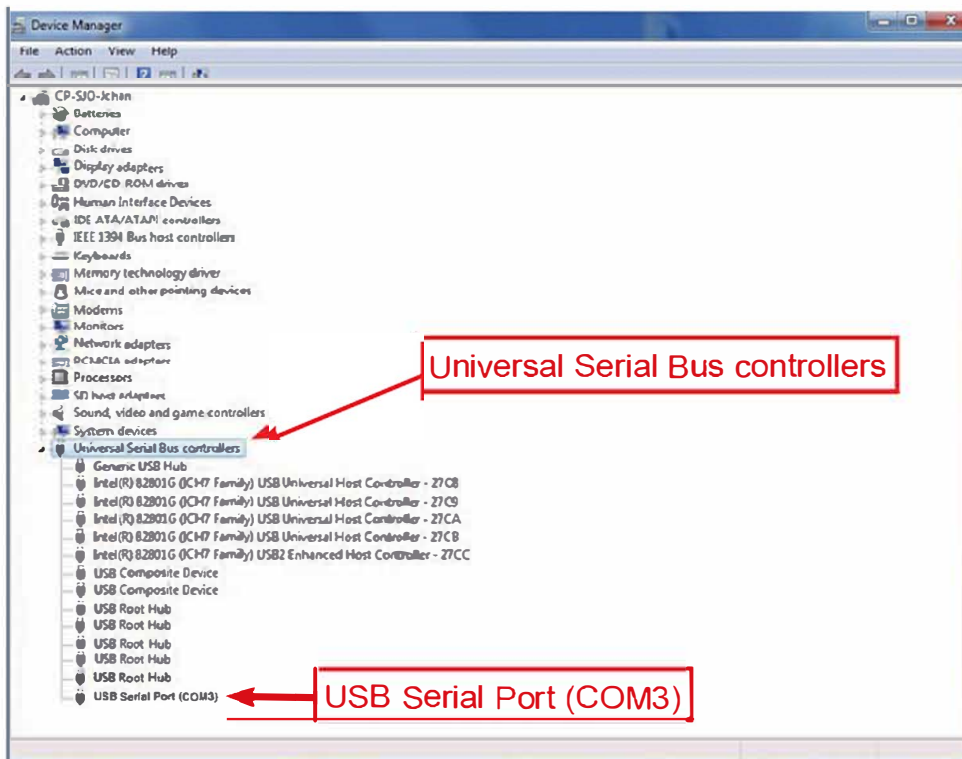 Device Manager
File Action View Help
CP-SJO-Jchan
Batteries
Computer
Disk drives
Display adapters
DVD/CD-ROM drives
Human Interface Devices
IDE ATA/ATAPI controllers
IEEE 1394 Bus host controllers
Keyboards
Memory technology driver
Mice and other pointing devices
Modems
Monitors
Network adapters
PCMCIA adapters
Processors
SD host adapters
Sound, video and game controllers
System devices
Universal Serial Bus controllers
Universal Serial Bus controllers
Generic USB Hub
Intel(R) 82801G (ICH7 Family) USB Universal Host Controller - 27C8
Intel(R) 82801G (ICH7 Family) USB Universal Host Controller - 27C9
Intel(R) 82801G (ICH7 Family) USB Universal Host Controller - 27CA
Intel(R) 82801G (ICH7 Family) USB Universal Host Controller - 27CB
Intel(R) 82801G (ICH7 Family) USB2 Enhanced Host Controller - 27CC
USB Composite Device
USB Composite Device
USB Root Hub
USB Root Hub
USB Root Hub
USB Root Hub
USB Root Hub
USB Serial Port (COM3)
USB Serial Port (COM3)